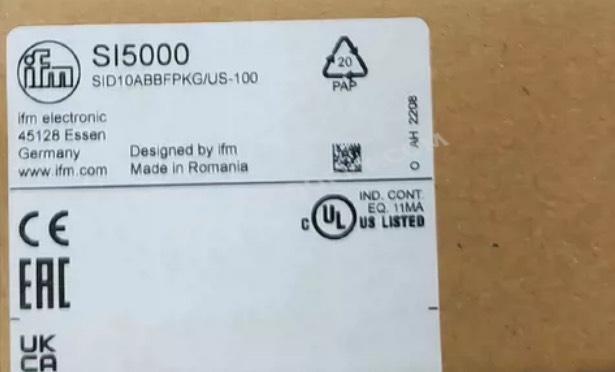 ifm
SI5000
SID10ABBFPKG/US-100
20
PAP
ifm electronic
45128 Essen
Germany
www.ifm.com
Designed by ifm
Made in Romania
O AH 2208
CE
EAC
UK
CA
c UL US LISTED
IND. CONT.
EQ. 11MA